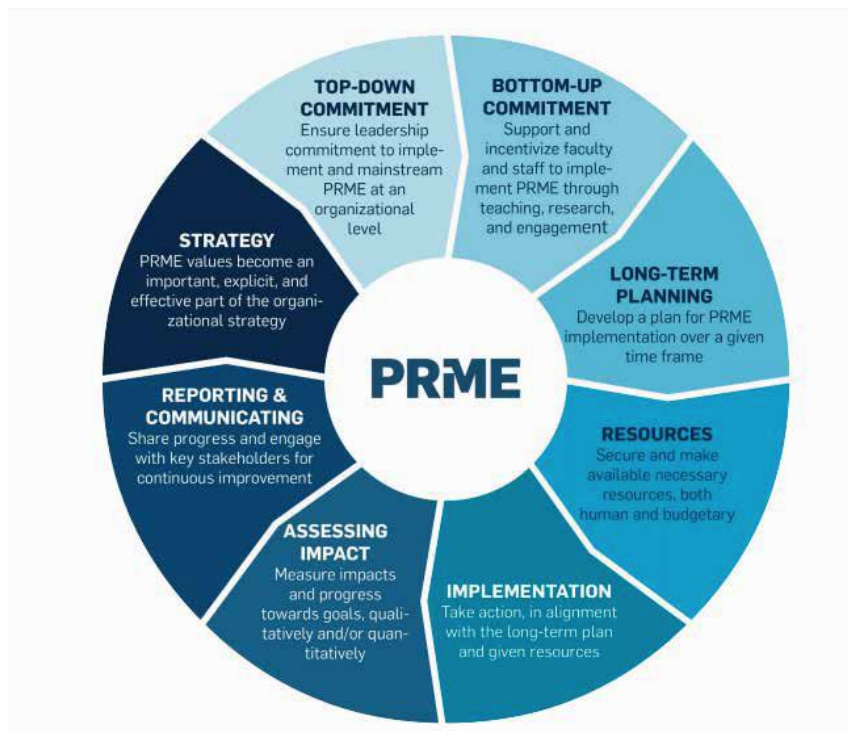 TOP-DOWN
COMMITMENT
Ensure leadership
commitment to imple-
ment and mainstream
PRME at an
organizational
level
BOTTOM-UP
COMMITMENT
Support and
incentivize faculty
and staff to imple-
ment PRME through
teaching, research,
and engagement
LONG-TERM
PLANNING
Develop a plan for PRME
implementation over a given
time frame
RESOURCES
Secure and make
available necessary
resources, both
human and budgetary
IMPLEMENTATION
Take action, in alignment
with the long-term plan
and given resources
ASSESSING
IMPACT
Measure impacts
and progress
towards goals, quali-
tatively and/or quan-
titatively
REPORTING &
COMMUNICATING
Share progress and engage
with key stakeholders for
continuous improvement
STRATEGY
PRME values become an
important, explicit, and
effective part of the organi-
zational strategy
PRME